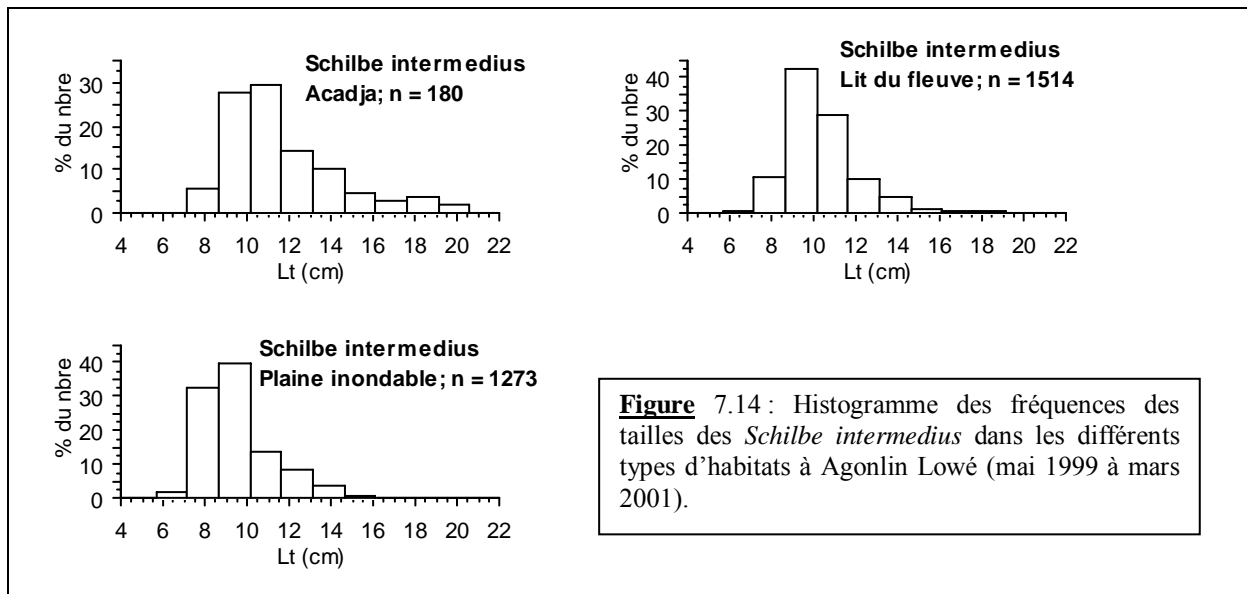 Schilbe intermedius
Acadja; n = 180
% du nbre
30
20
10
0
4 6 8 10 12 14 16 18 20 22
Lt (cm)
Schilbe intermedius
Lit du fleuve; n = 1514
% du nbre
40
30
20
10
0
4 6 8 10 12 14 16 18 20 22
Lt (cm)
Schilbe intermedius
Plaine inondable; n = 1273
% du nbre
40
30
20
10
0
4 6 8 10 12 14 16 18 20 22
Lt (cm)
Figure 7.14 : Histogramme des fréquences des
tailles des Schilbe intermedius dans les différents
types d’habitats à Agonlin Lowé (mai 1999 à mars
2001).